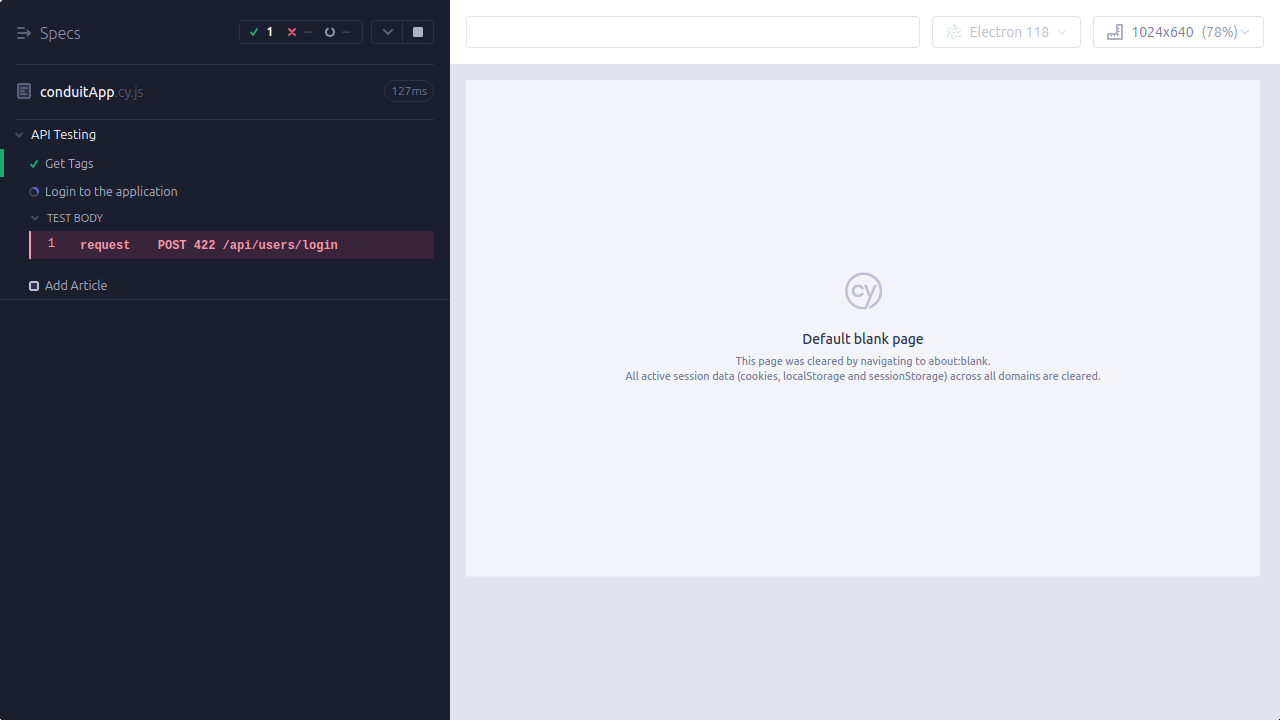 Specs
1 -- --
conduitApp.cy.js 127ms
API Testing
Get Tags
Login to the application
TEST BODY
1 request POST 422 /api/users/login
Add Article
Electron 118
1024x640 (78%)
cy
Default blank page
This page was cleared by navigating to about:blank.
All active session data (cookies, localStorage and sessionStorage) across all domains are cleared.